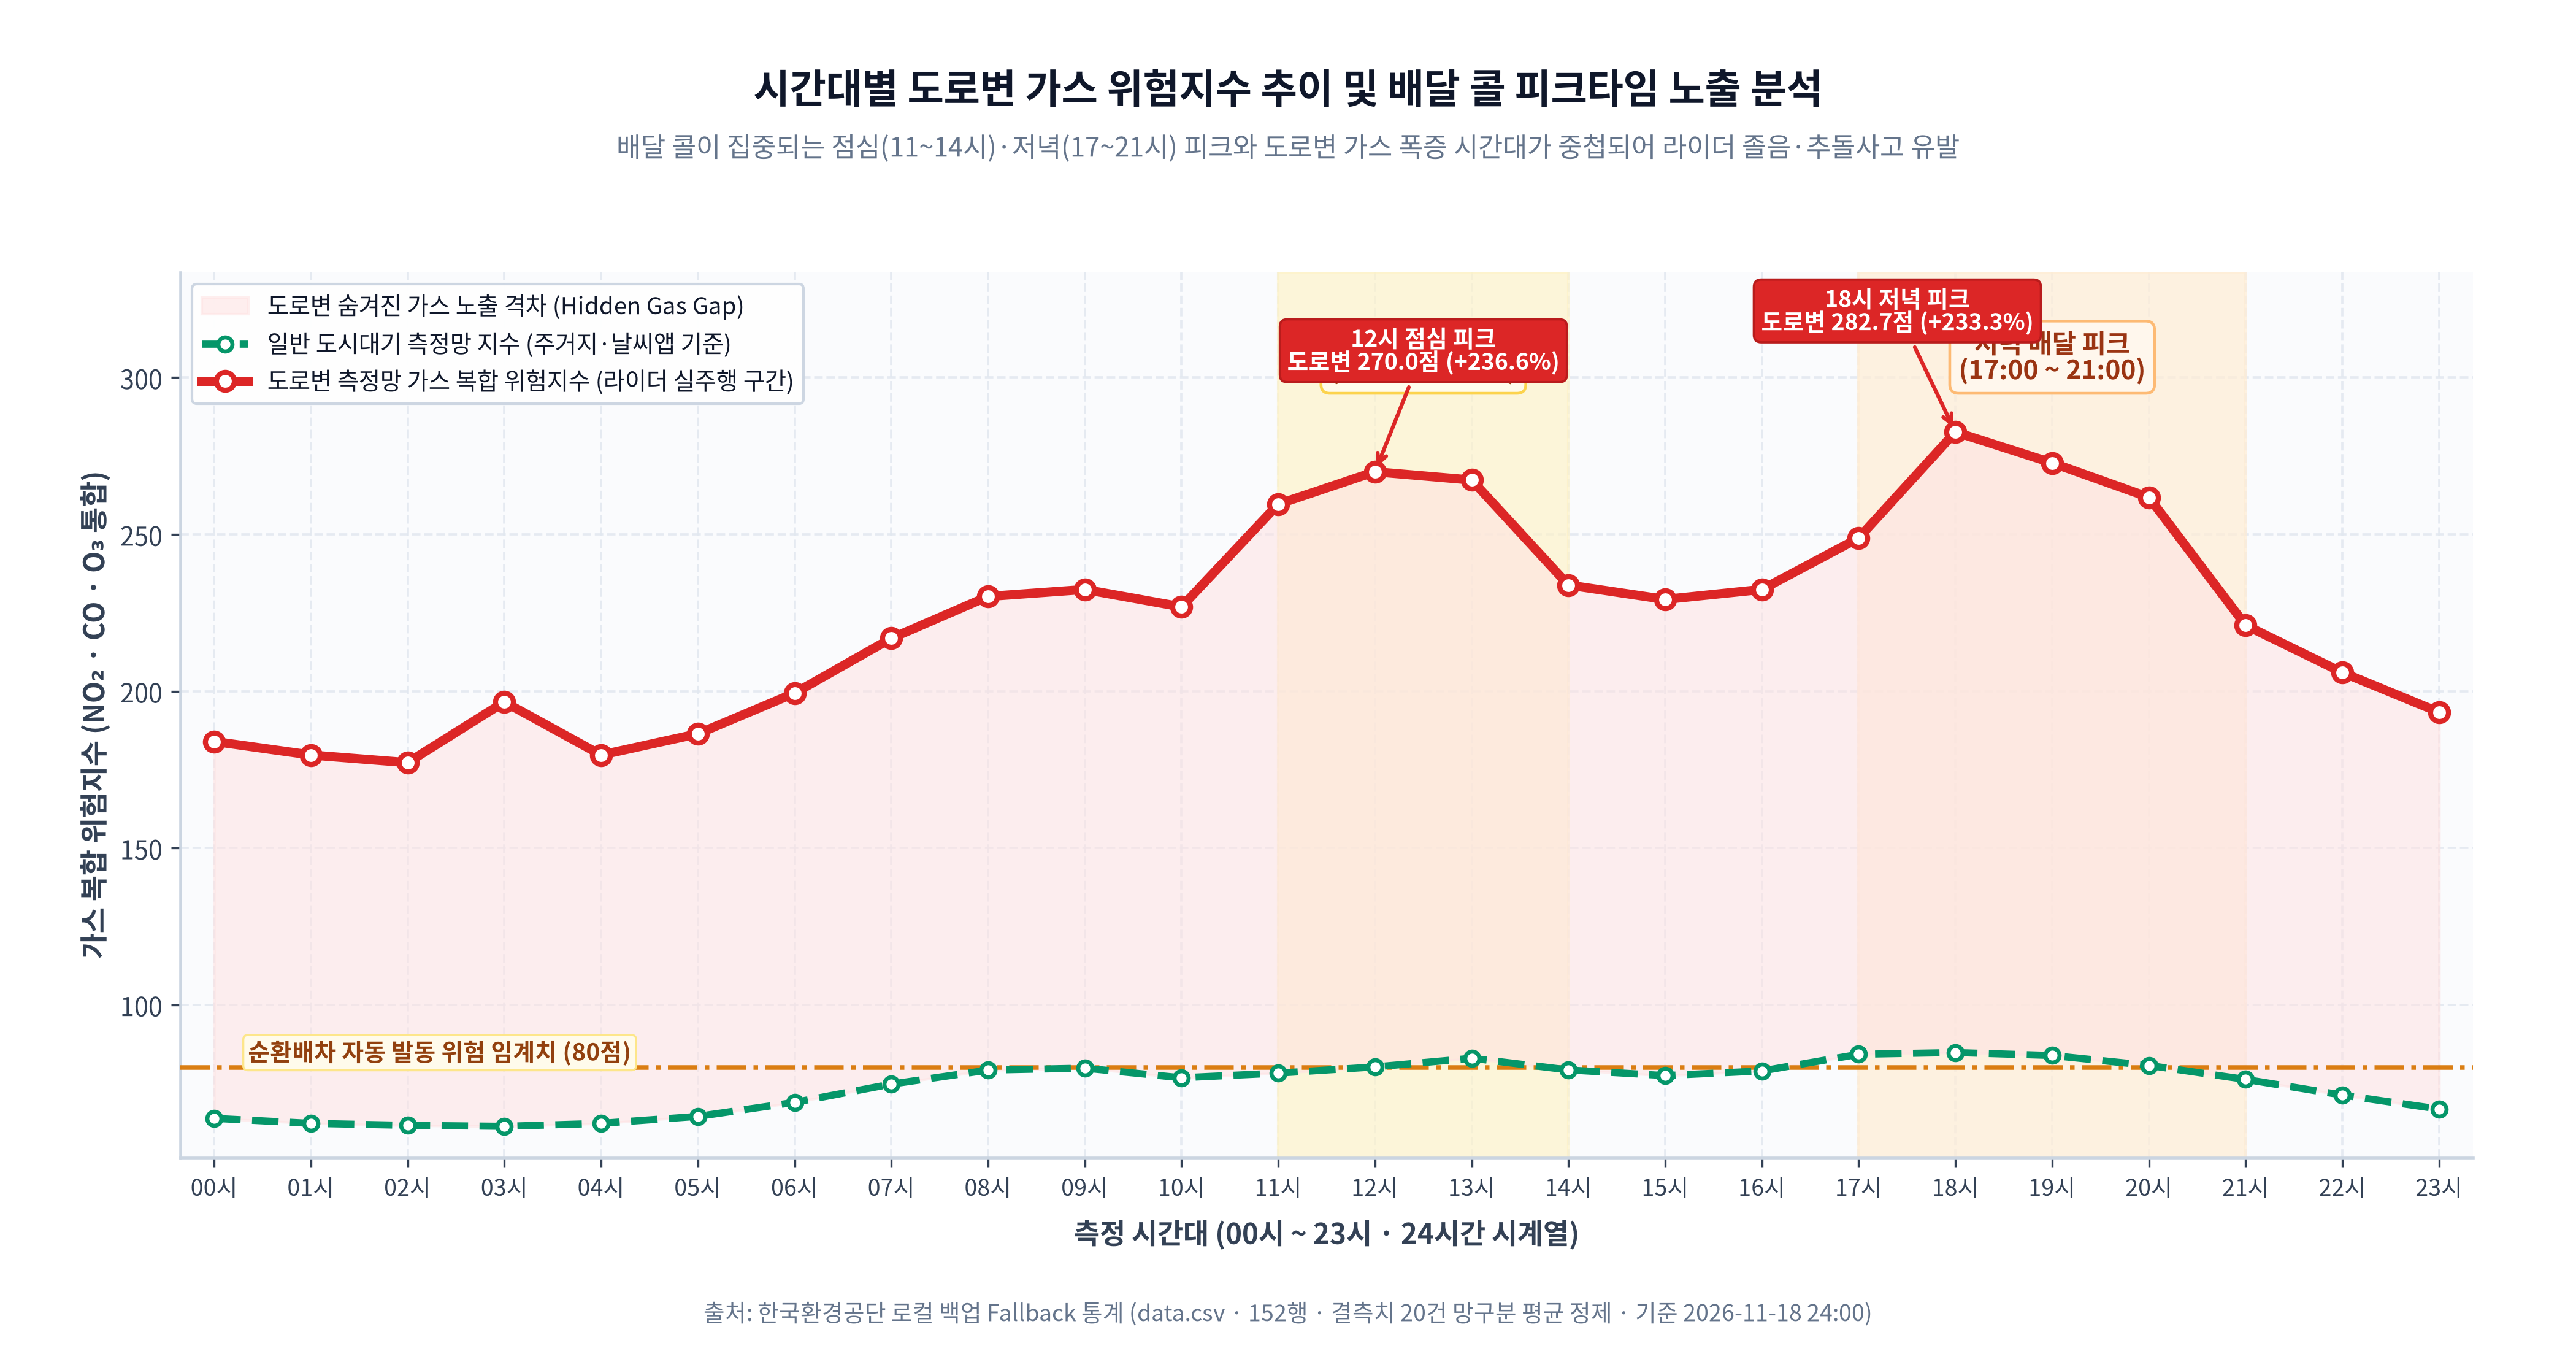 시간대별 도로변 가스 위험지수 추이 및 배달 콜 피크타임 노출 분석
배달 콜이 집중되는 점심(11~14시)·저녁(17~21시) 피크와 도로변 가스 폭증 시간대가 중첩되어 라이더 졸음·추돌사고 유발
도로변 숨겨진 가스 노출 격차 (Hidden Gas Gap)
일반 도시대기 측정망 지수 (주거지·날씨앱 기준)
도로변 측정망 가스 복합 위험지수 (라이더 실주행 구간)
12시 점심 피크
도로변 270.0점 (+236.6%)
18시 저녁 피크
도로변 282.7점 (+233.3%)
배달 피크
(17:00 ~ 21:00)
가스 복합 위험지수 (NO₂ · CO · O₃ 통합)
300
250
200
150
100
순환배차 자동 발동 위험 임계치 (80점)
00시 01시 02시 03시 04시 05시 06시 07시 08시 09시 10시 11시 12시 13시 14시 15시 16시 17시 18시 19시 20시 21시 22시 23시
측정 시간대 (00시 ~ 23시 · 24시간 시계열)
출처: 한국환경공단 로컬 백업 Fallback 통계 (data.csv · 152행 · 결측치 20건 망구분 평균 정제 · 기준 2026-11-18 24:00)